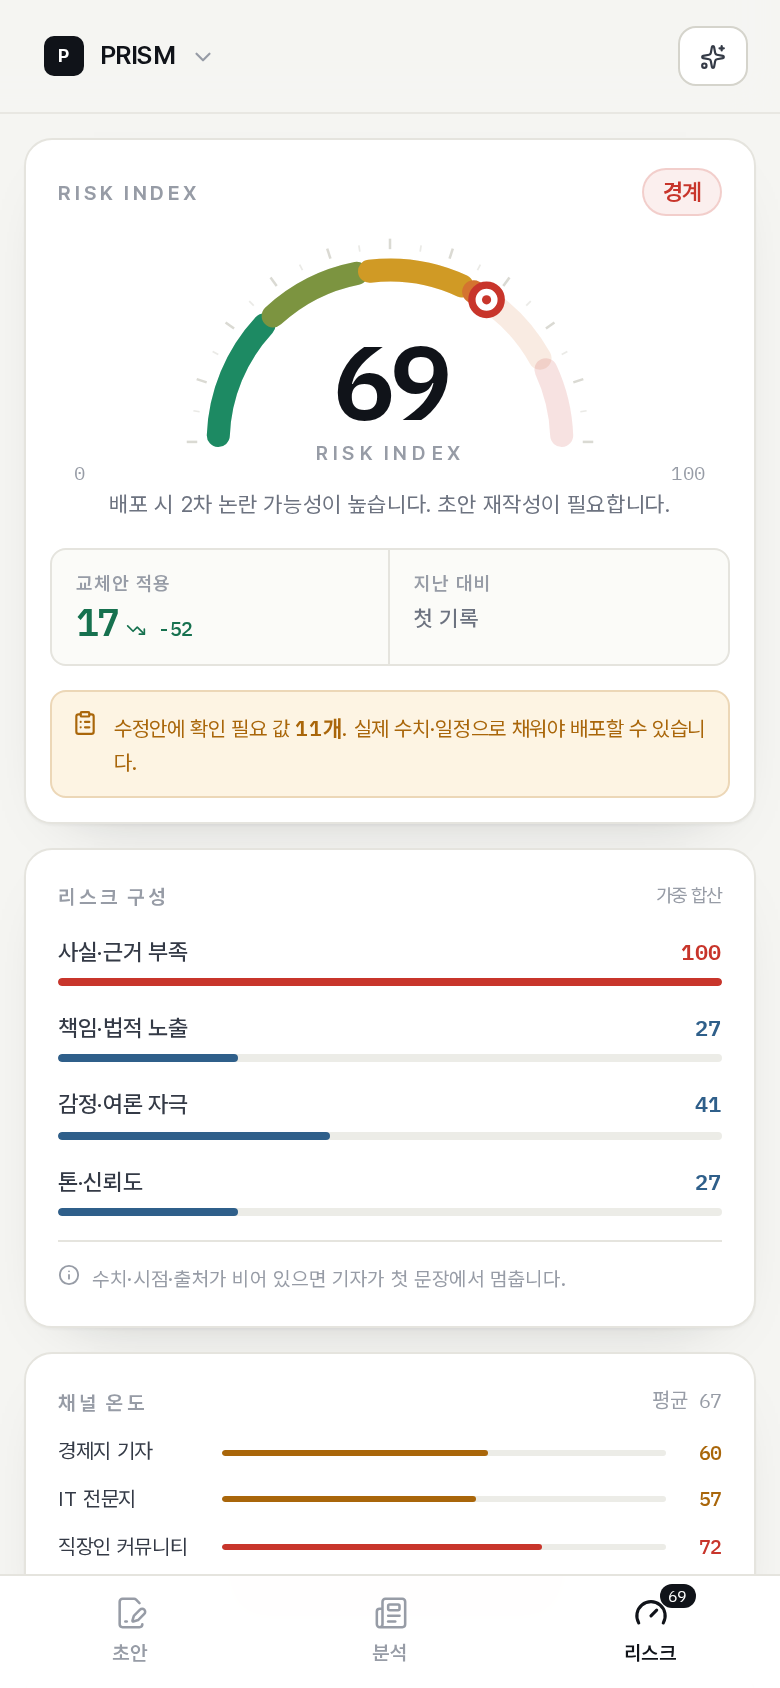 P PRISM
RISK INDEX
경계
69
RISK INDEX
0
100
배포 시 2차 논란 가능성이 높습니다. 초안 재작성이 필요합니다.
교체안 적용
17 -52
지난 대비
첫 기록
수정안에 확인 필요 값 11개. 실제 수치·일정으로 채워야 배포할 수 있습니
다.
리스크 구성
가중 합산
사실·근거 부족 100
책임·법적 노출 27
감정·여론 자극 41
톤·신뢰도 27
수치·시점·출처가 비어 있으면 기자가 첫 문장에서 멈춥니다.
채널 온도
평균 67
경제지 기자 60
IT 전문지 57
직장인 커뮤니티 72
초안
분석
69
리스크